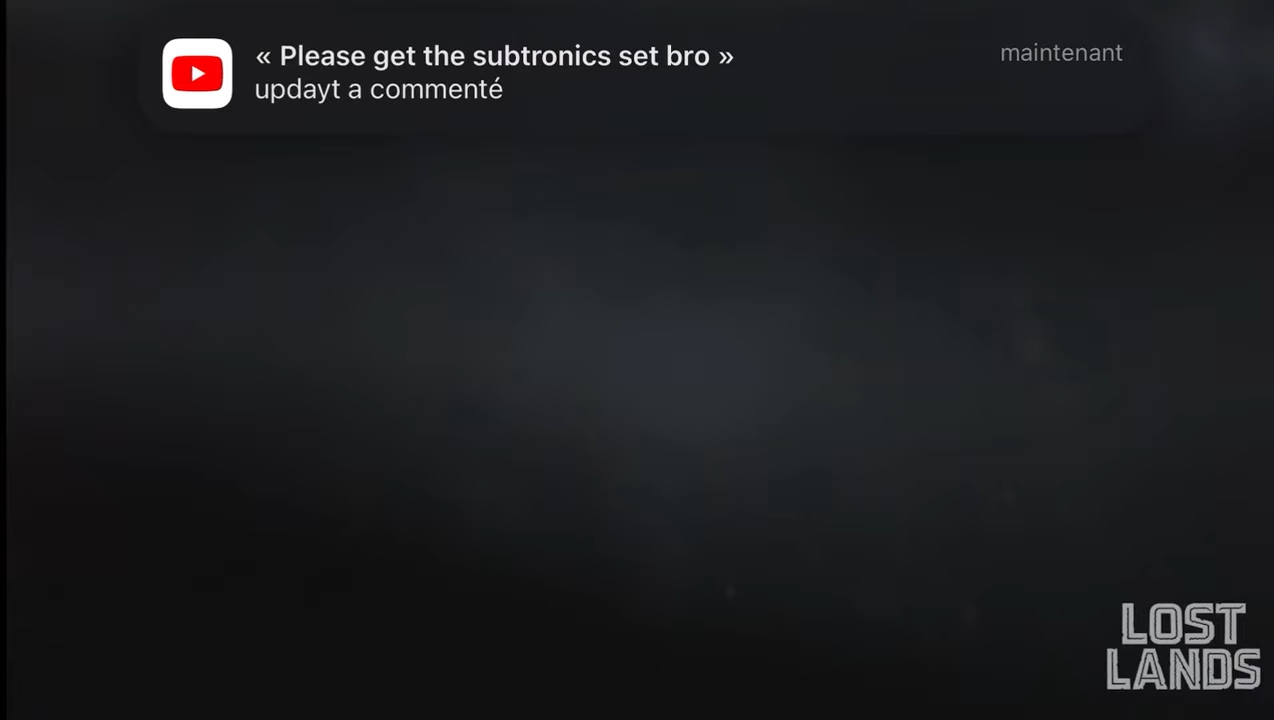 « Please get the subtronics set bro »
maintenant
updayt a commenté
LOST
LANDS